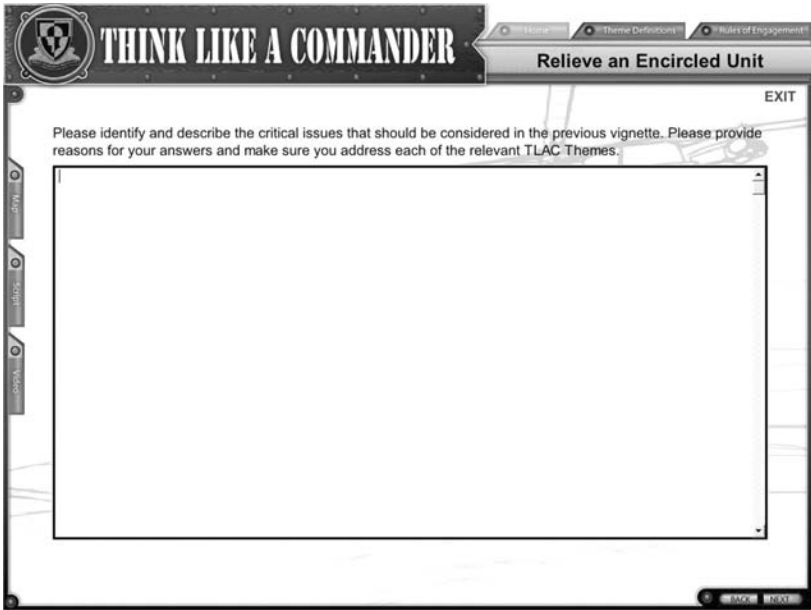 THINK LIKE A COMMANDER
Home
Theme Definitions
Rules of Engagement
Relieve an Encircled Unit
EXIT
Please identify and describe the critical issues that should be considered in the previous vignette. Please provide
reasons for your answers and make sure you address each of the relevant TLAC Themes.
Map
Script
Video
BACK
NEXT